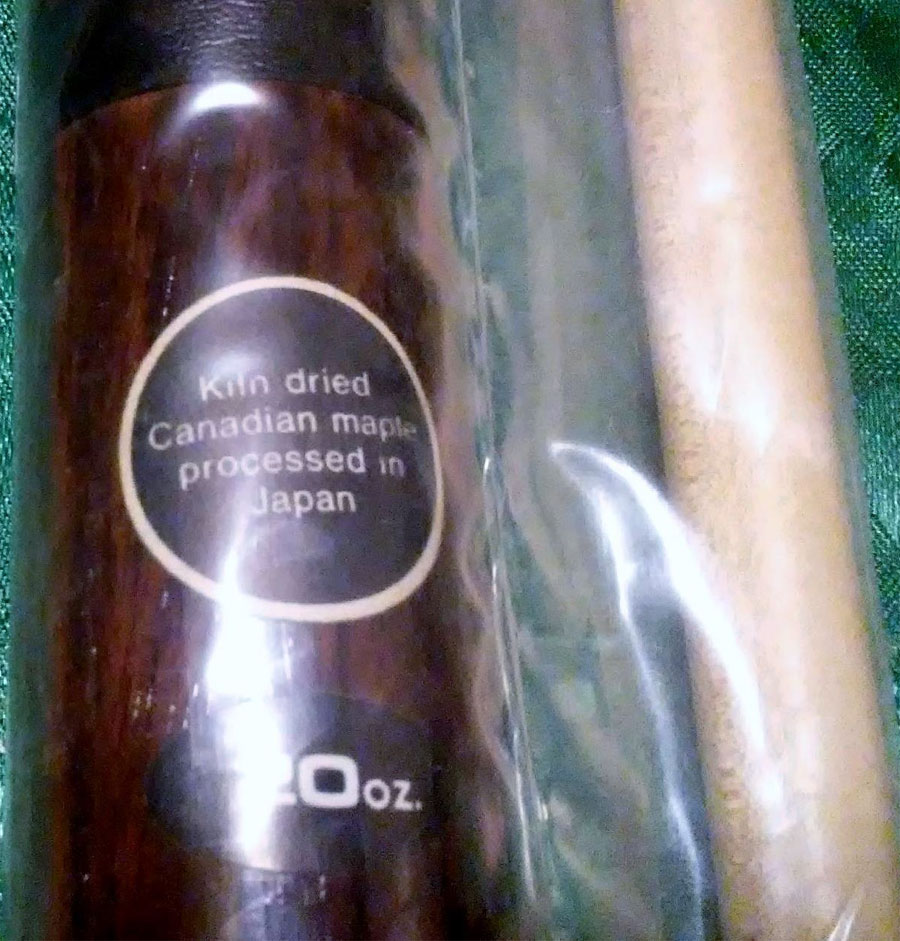 Kiln dried
Canadian maple
processed in
Japan
20oz.